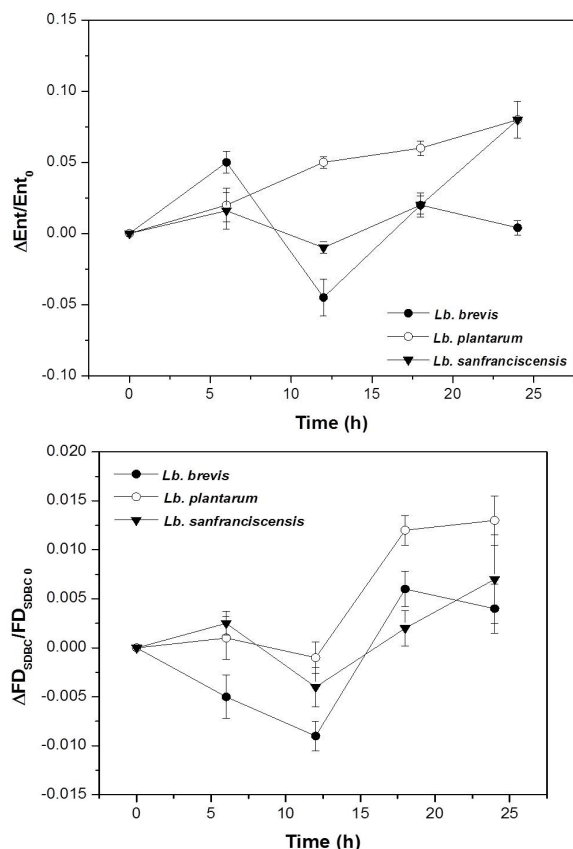 0.15
0.10
0.05
0.00
-0.05
-0.10
ΔEnt/Ent₀
Lb. brevis
Lb. plantarum
Lb. sanfranciscensis
0 5 10 15 20 25
Time (h)
0.020
0.015
0.010
0.005
0.000
-0.005
-0.010
-0.015
ΔFD_SDBC/FD_SDBC 0
Lb. brevis
Lb. plantarum
Lb. sanfranciscensis
0 5 10 15 20 25
Time (h)